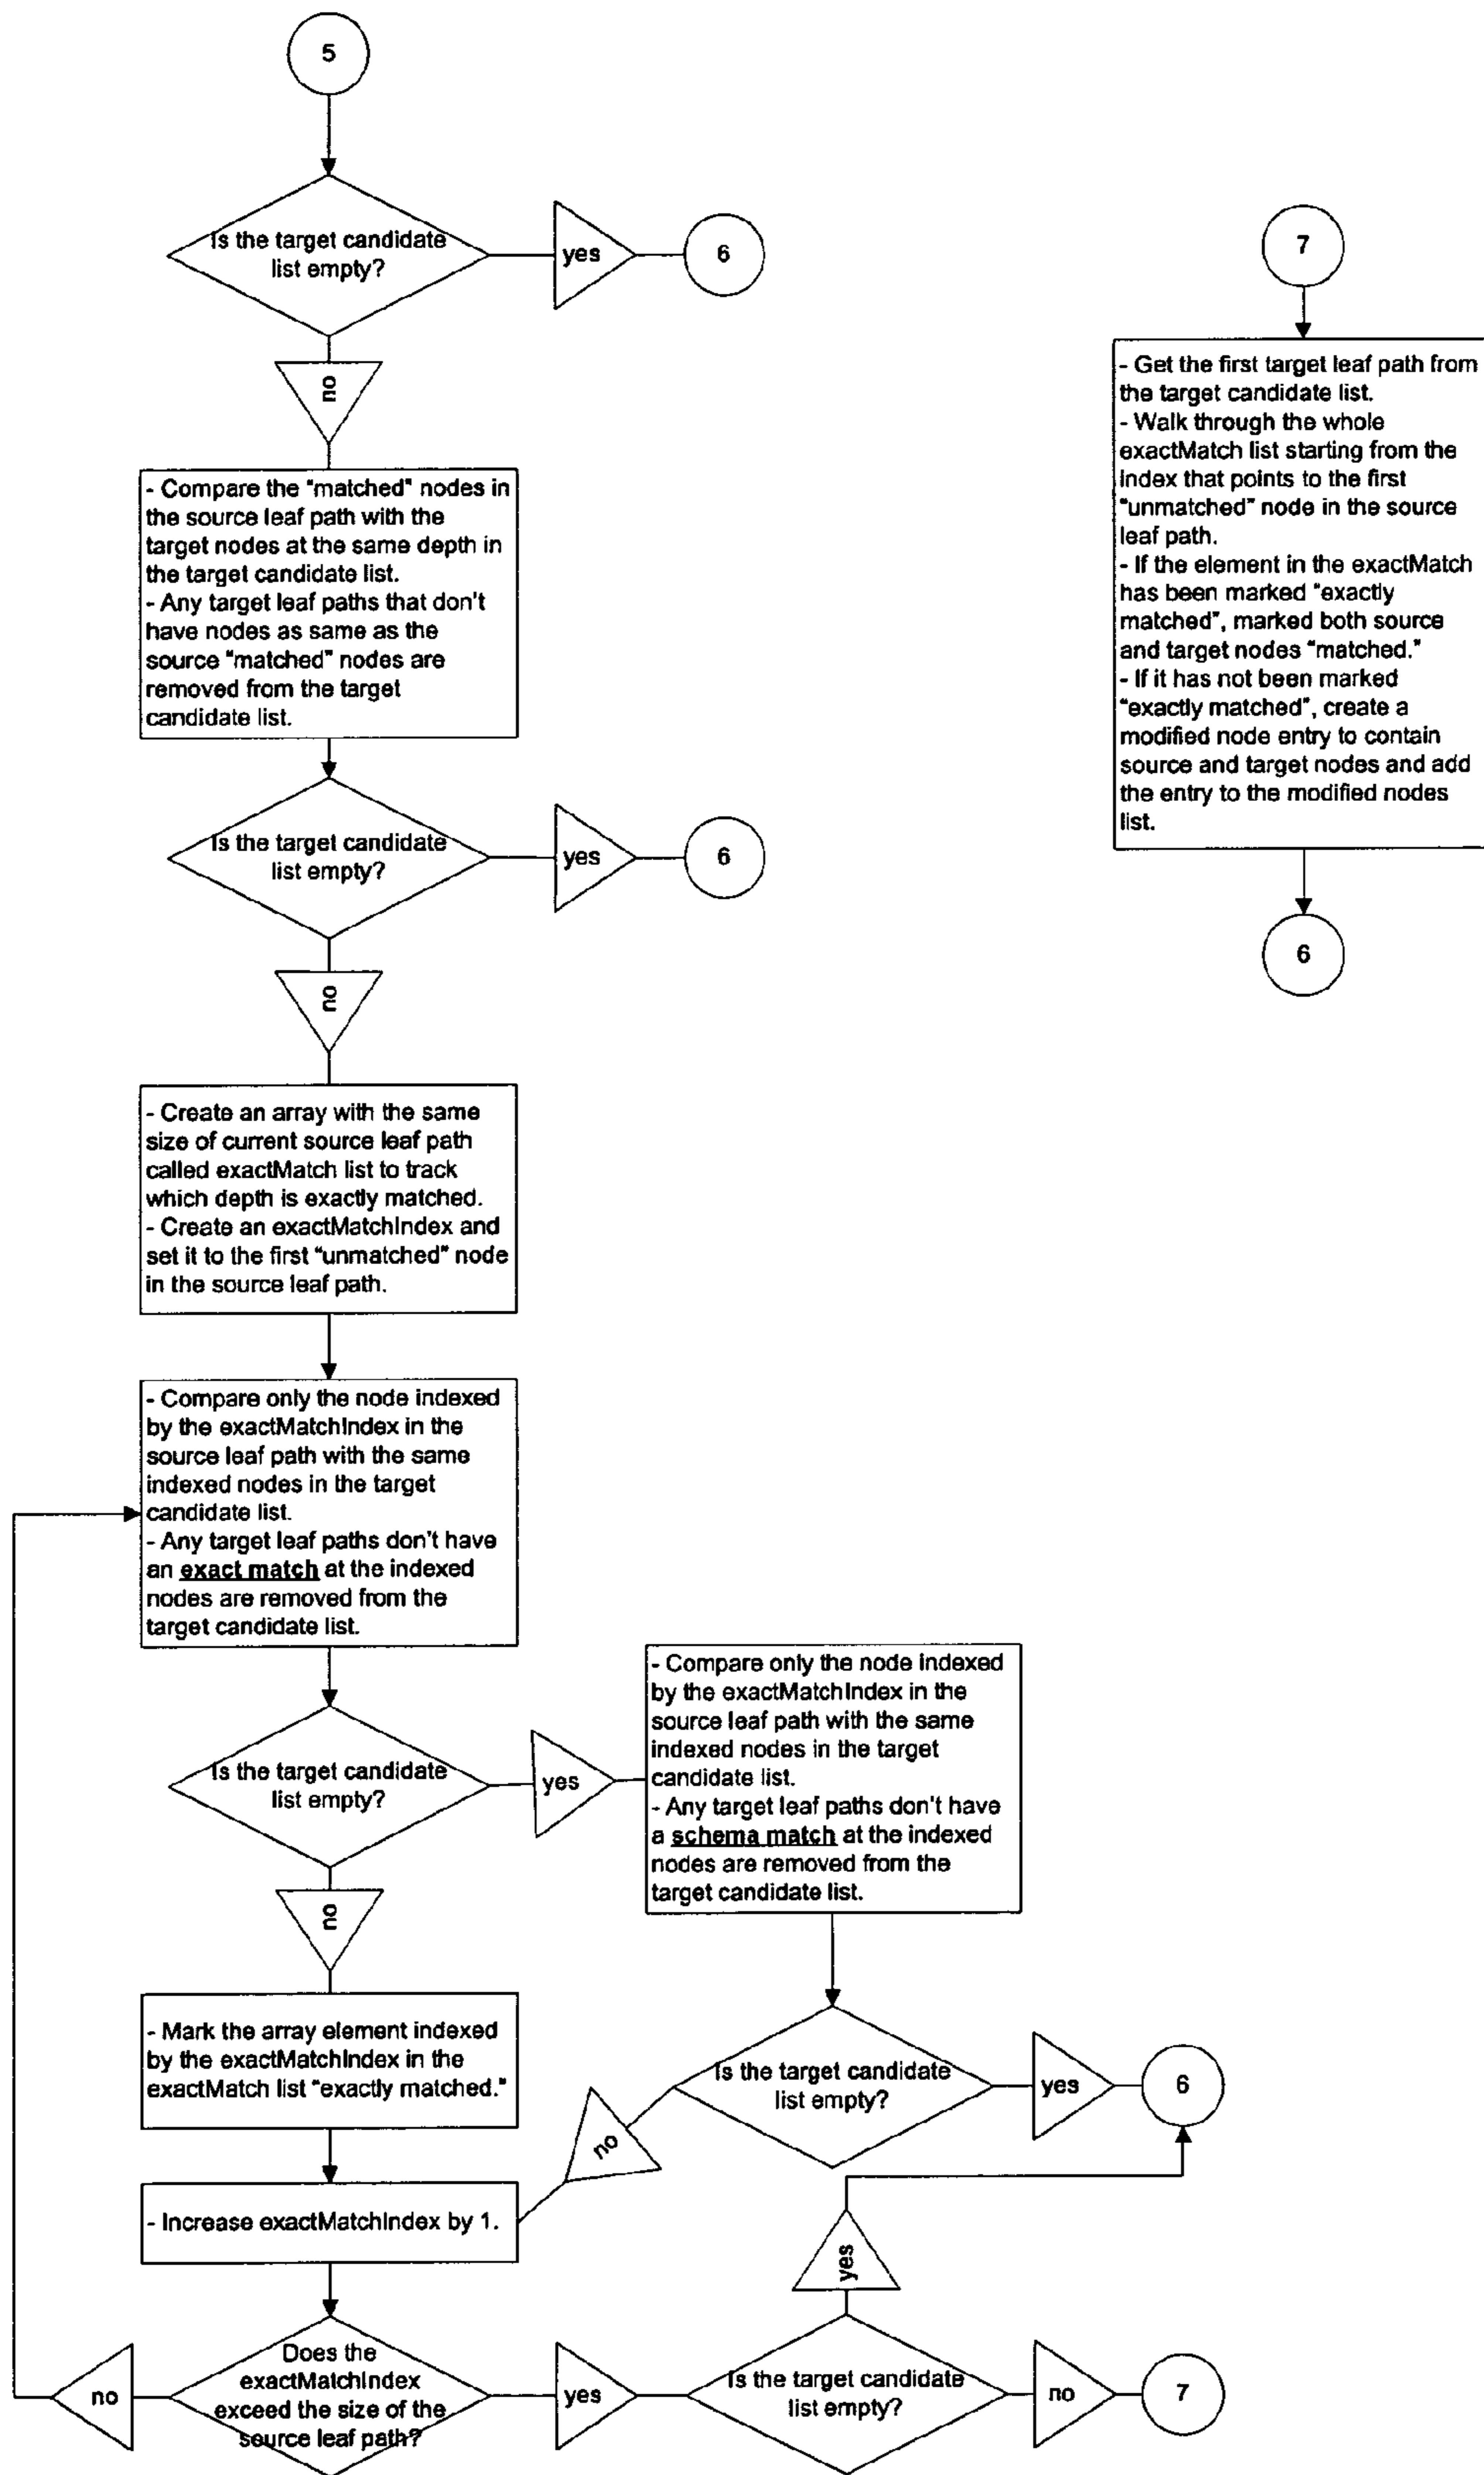 5
Is the target candidate
list empty?
yes
6
no
- Compare the "matched" nodes in
the source leaf path with the
target nodes at the same depth in
the target candidate list.
- Any target leaf paths that don't
have nodes as same as the
source "matched" nodes are
removed from the target
candidate list.
Is the target candidate
list empty?
yes
6
no
- Create an array with the same
size of current source leaf path
called exactMatch list to track
which depth is exactly matched.
- Create an exactMatchIndex and
set it to the first "unmatched" node
in the source leaf path.
- Compare only the node indexed
by the exactMatchIndex in the
source leaf path with the same
indexed nodes in the target
candidate list.
- Any target leaf paths don't have
an exact match at the indexed
nodes are removed from the
target candidate list.
Is the target candidate
list empty?
yes
- Compare only the node indexed
by the exactMatchIndex in the
source leaf path with the same
indexed nodes in the target
candidate list.
- Any target leaf paths don't have
a schema match at the indexed
nodes are removed from the
target candidate list.
no
- Mark the array element indexed
by the exactMatchIndex in the
exactMatch list "exactly matched."
Is the target candidate
list empty?
yes
6
no
- Increase exactMatchIndex by 1.
yes
Does the
exactMatchIndex
exceed the size of the
source leaf path?
no
yes
Is the target candidate
list empty?
no
7
7
- Get the first target leaf path from
the target candidate list.
- Walk through the whole
exactMatch list starting from the
index that points to the first
"unmatched" node in the source
leaf path.
- If the element in the exactMatch
has been marked "exactly
matched", marked both source
and target nodes "matched."
- If it has not been marked
"exactly matched", create a
modified node entry to contain
source and target nodes and add
the entry to the modified nodes
list.
6